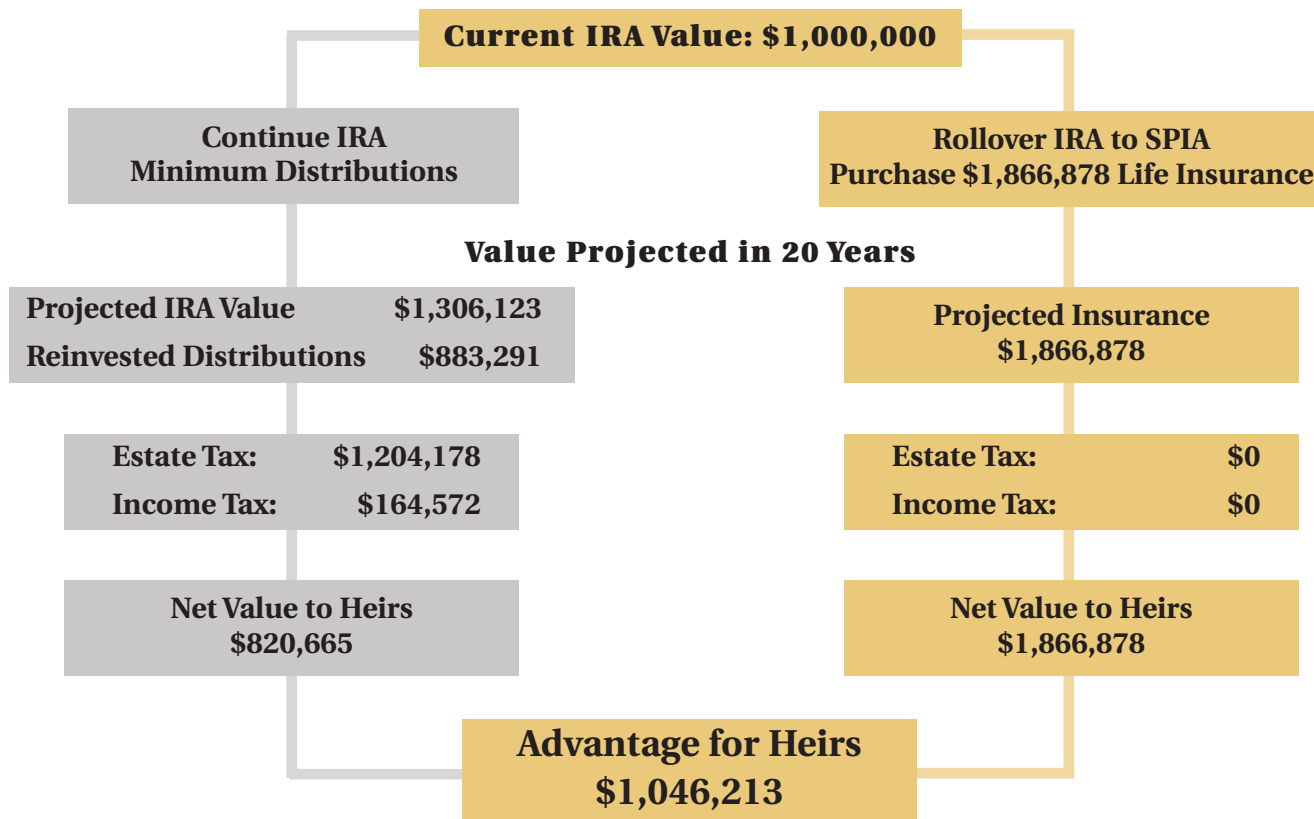 Current IRA Value: $1,000,000
Continue IRA
Minimum Distributions
Rollover IRA to SPIA
Purchase $1,866,878 Life Insurance
Value Projected in 20 Years
Projected IRA Value $1,306,123
Reinvested Distributions $883,291
Projected Insurance
$1,866,878
Estate Tax: $1,204,178
Income Tax: $164,572
Estate Tax: $0
Income Tax: $0
Net Value to Heirs
$820,665
Net Value to Heirs
$1,866,878
Advantage for Heirs
$1,046,213